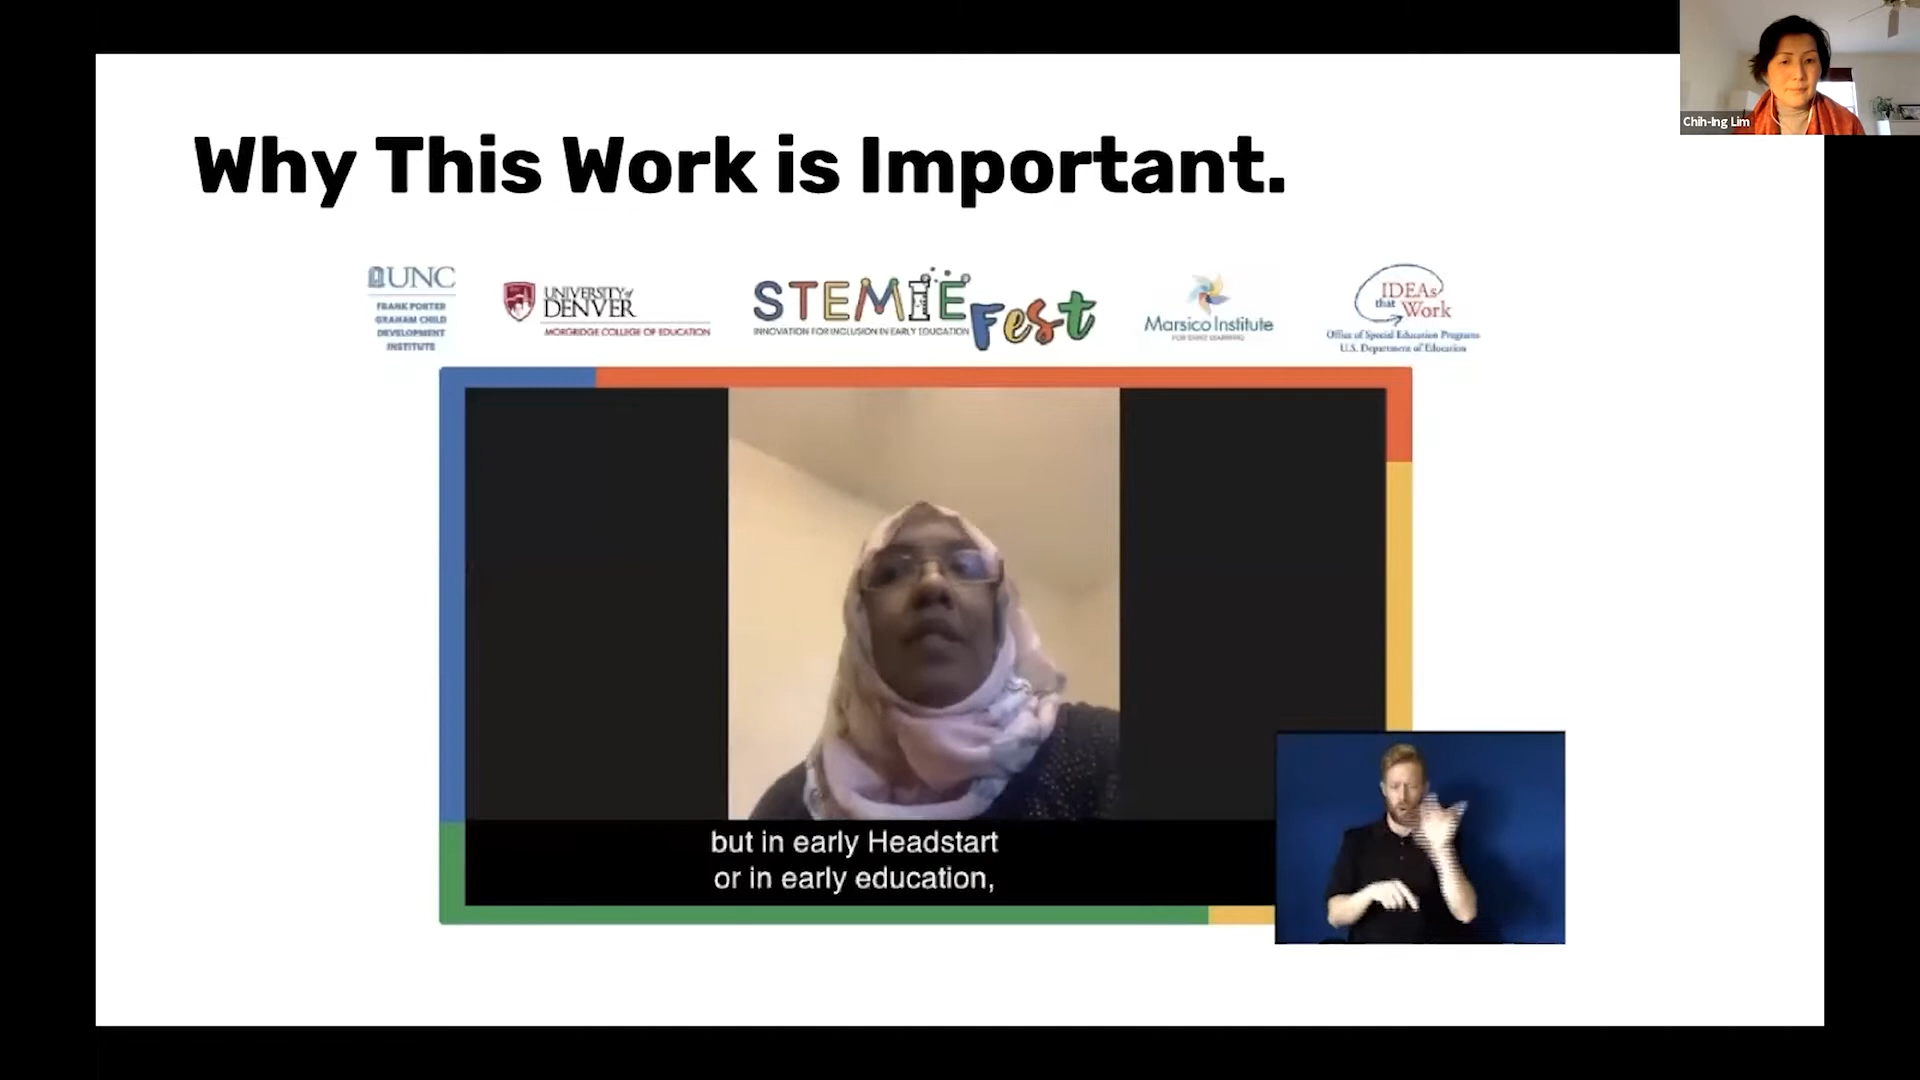 Chih-Ing Lim
Why This Work is Important.
UNC
FRANK PORTER
GRAHAM CHILD
DEVELOPMENT
INSTITUTE
UNIVERSITY of
DENVER
MORGRIDGE COLLEGE OF EDUCATION
STEMIE
Fest
INNOVATION FOR INCLUSION IN EARLY EDUCATION
Marsico Institute
FOR EARLY LEARNING
IDEAs
that Work
Office of Special Education Programs
U.S. Department of Education
but in early Headstart
or in early education,